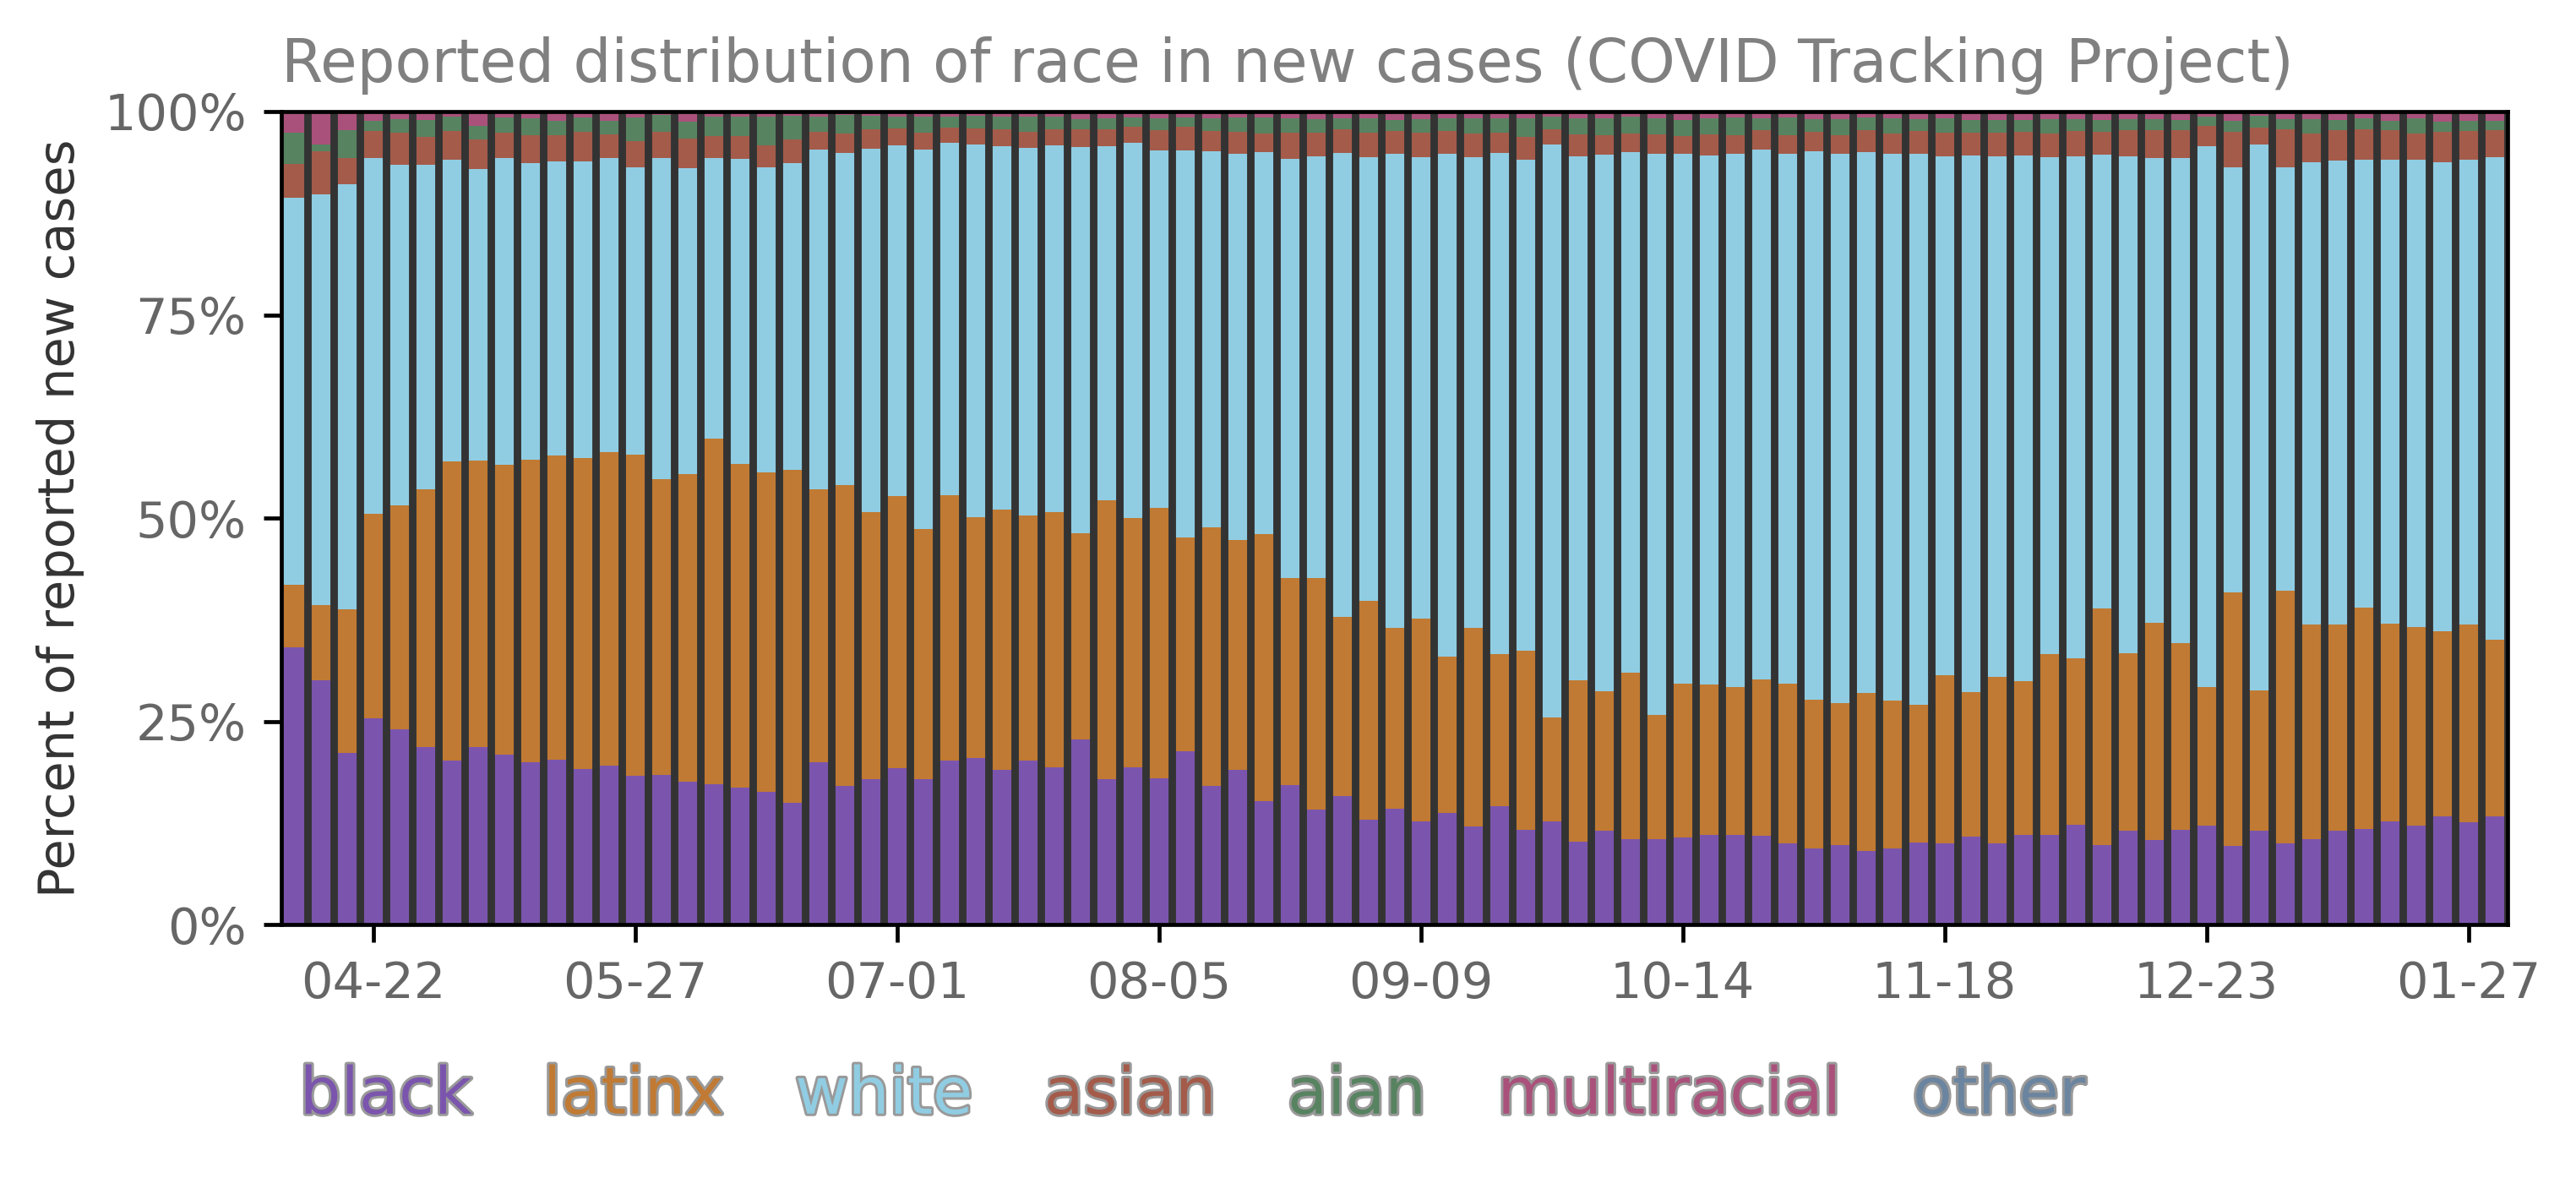 Reported distribution of race in new cases (COVID Tracking Project)
Percent of reported new cases
100%
75%
50%
25%
0%
04-22 05-27 07-01 08-05 09-09 10-14 11-18 12-23 01-27
black latinx white asian aian multiracial other